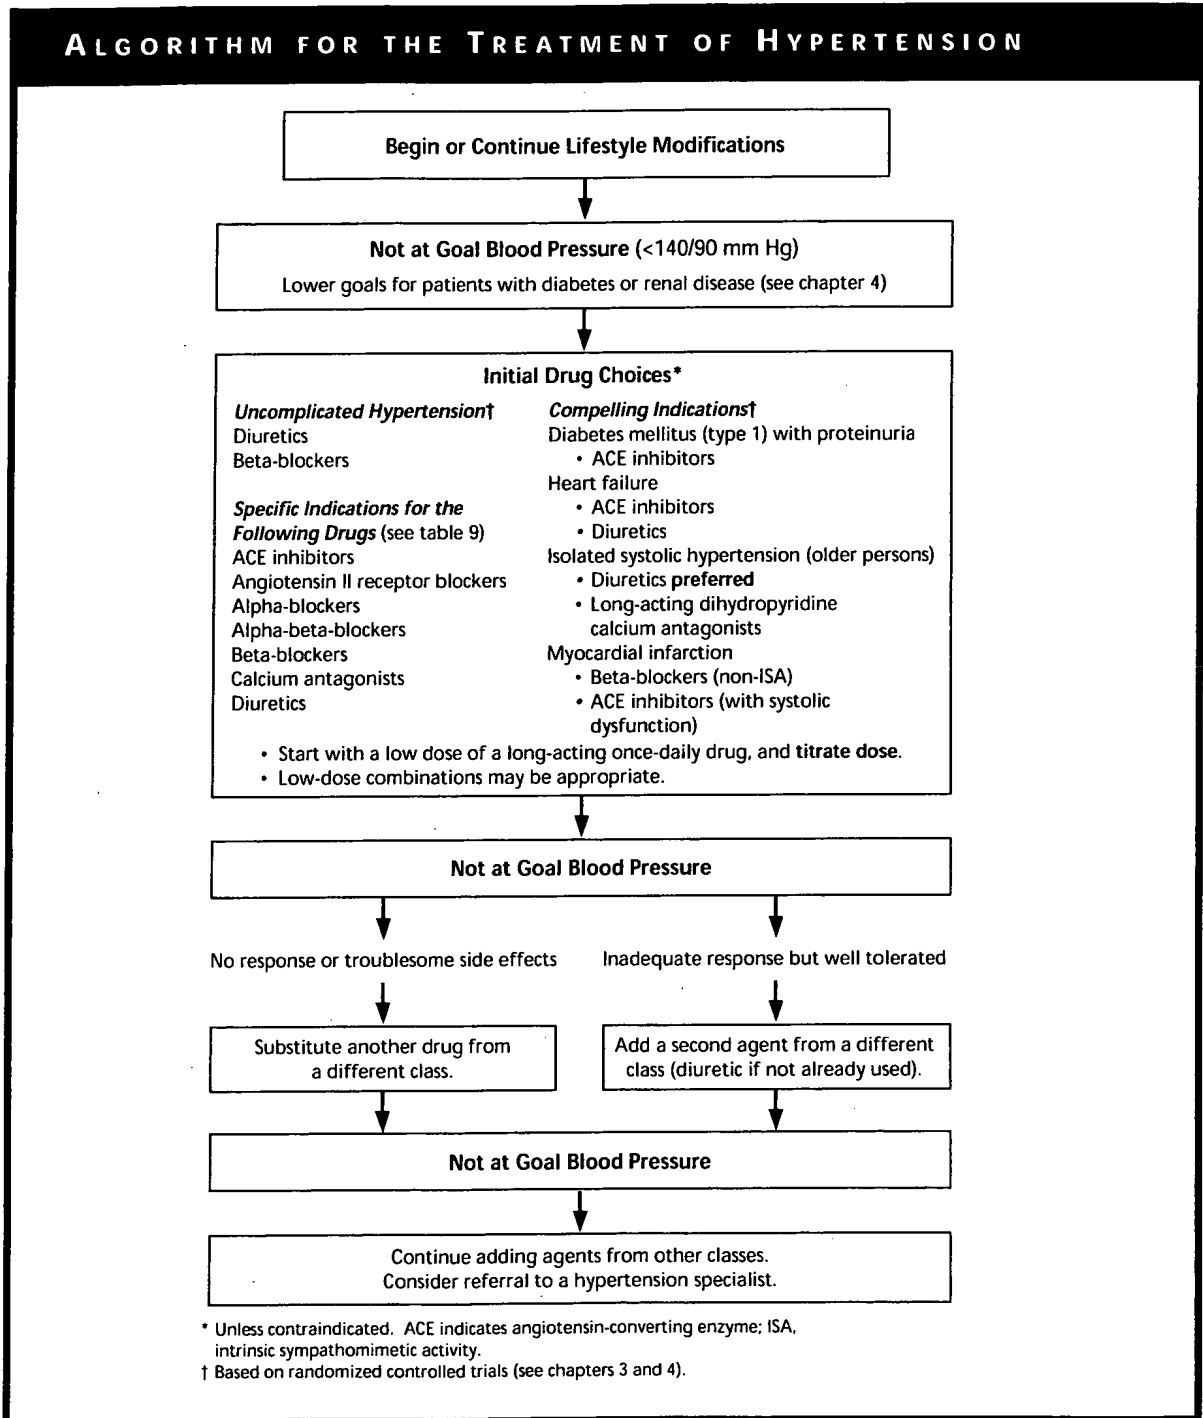 ALGORITHM FOR THE TREATMENT OF HYPERTENSION
Begin or Continue Lifestyle Modifications
Not at Goal Blood Pressure (<140/90 mm Hg)
Lower goals for patients with diabetes or renal disease (see chapter 4)
Initial Drug Choices*
Uncomplicated Hypertension†
Diuretics
Beta-blockers
Specific Indications for the
Following Drugs (see table 9)
ACE inhibitors
Angiotensin II receptor blockers
Alpha-blockers
Alpha-beta-blockers
Beta-blockers
Calcium antagonists
Diuretics
Compelling Indications†
Diabetes mellitus (type 1) with proteinuria
• ACE inhibitors
Heart failure
• ACE inhibitors
• Diuretics
Isolated systolic hypertension (older persons)
• Diuretics preferred
• Long-acting dihydropyridine
calcium antagonists
Myocardial infarction
• Beta-blockers (non-ISA)
• ACE inhibitors (with systolic
dysfunction)
• Start with a low dose of a long-acting once-daily drug, and titrate dose.
• Low-dose combinations may be appropriate.
Not at Goal Blood Pressure
No response or troublesome side effects
Inadequate response but well tolerated
Substitute another drug from
a different class.
Add a second agent from a different
class (diuretic if not already used).
Not at Goal Blood Pressure
Continue adding agents from other classes.
Consider referral to a hypertension specialist.
* Unless contraindicated. ACE indicates angiotensin-converting enzyme; ISA,
intrinsic sympathomimetic activity.
† Based on randomized controlled trials (see chapters 3 and 4).